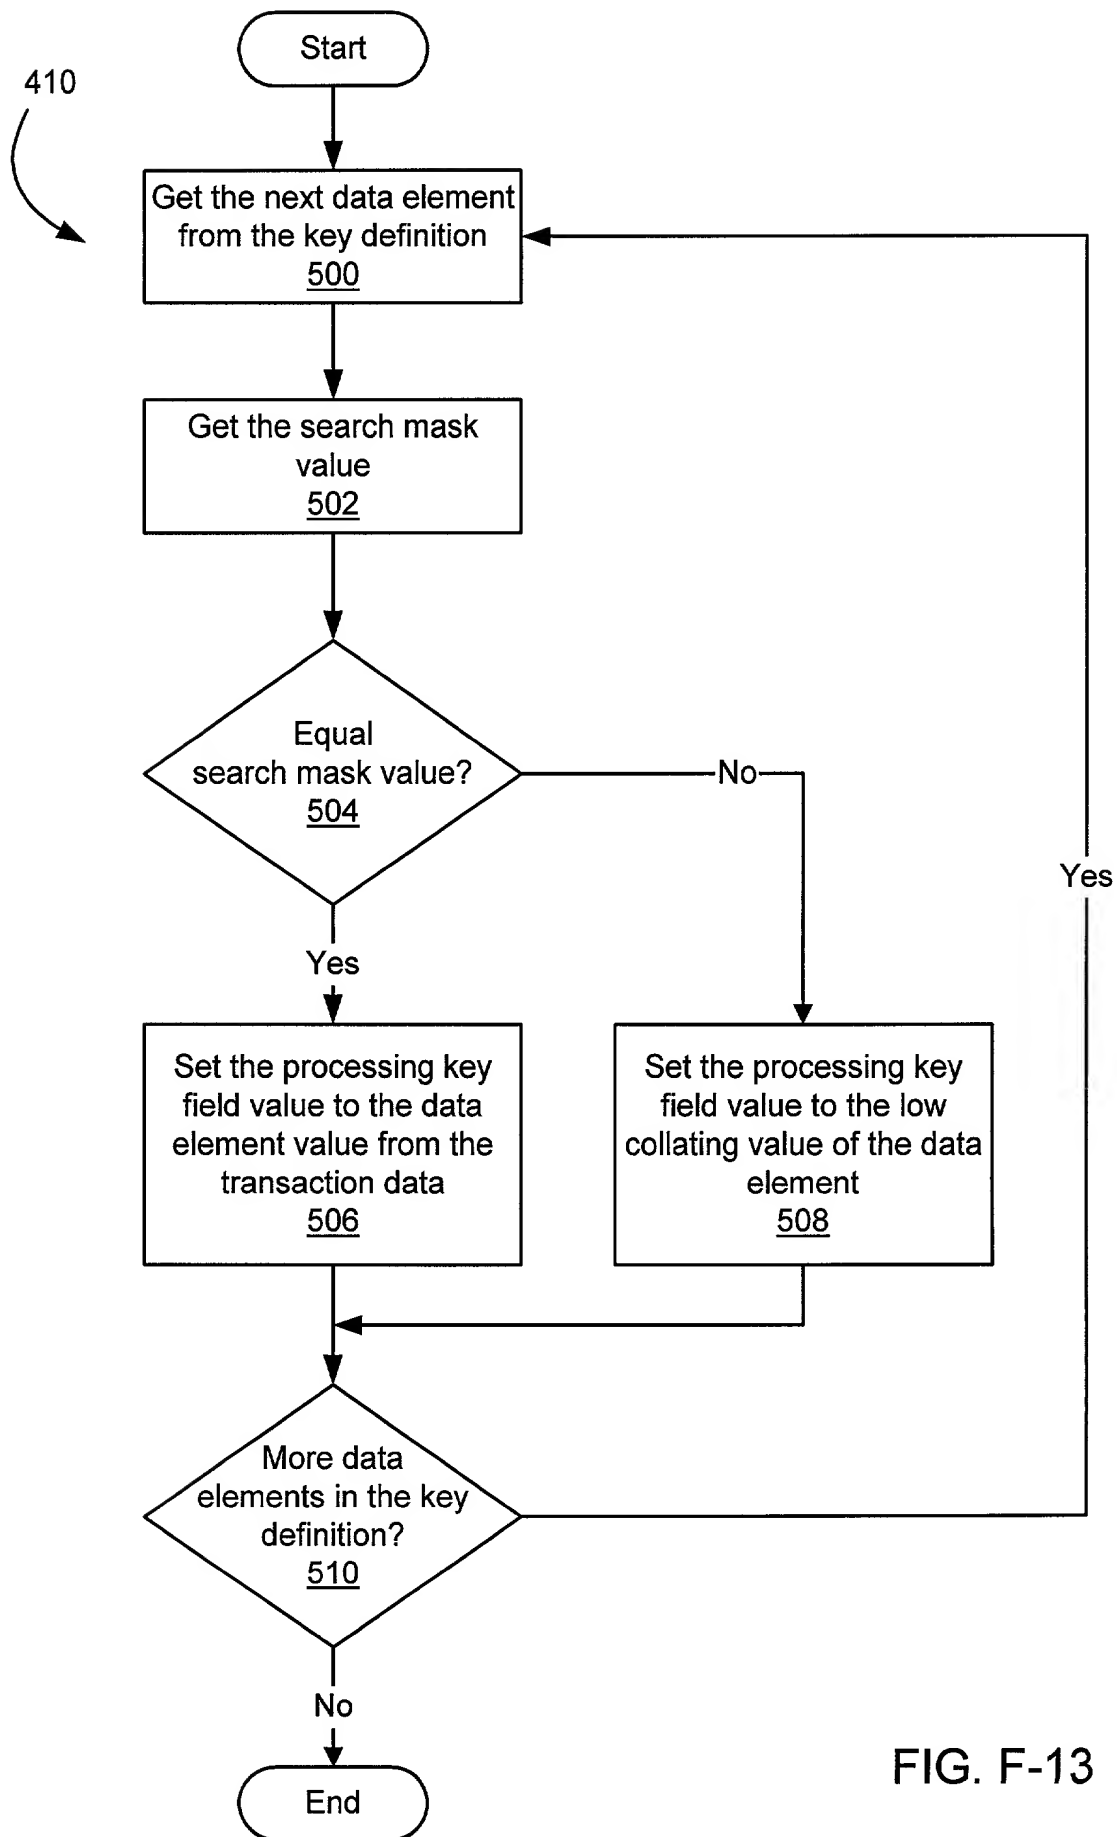 Start
410
Get the next data element
from the key definition
500
Get the search mask
value
502
Equal
search mask value?
504
No
Yes
Yes
Set the processing key
field value to the data
element value from the
transaction data
506
Set the processing key
field value to the low
collating value of the data
element
508
More data
elements in the key
definition?
510
No
End
FIG. F-13